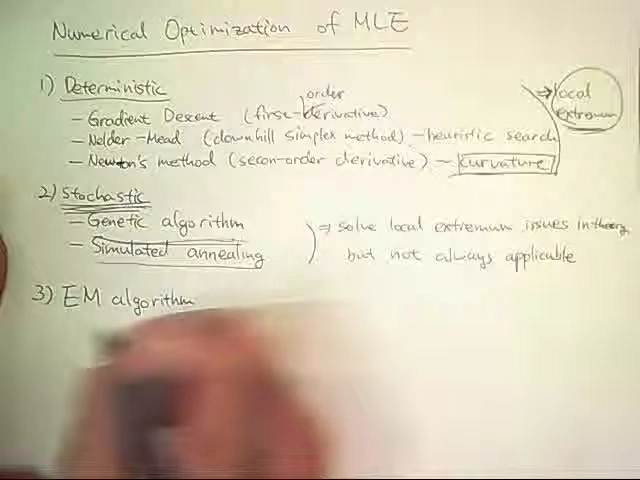 Numerical Optimization of MLE
1) Deterministic
order
- Gradient Descent (first-derivative)
- Nelder-Mead (downhill simplex method) - heuristic search
- Newton's method (secon-order derivative) - curvature
⇒ local
extremum
2) Stochastic
- Genetic algorithm
- Simulated annealing
⇒ solve local extremum issues in theory
but not always applicable
3) EM algorithm